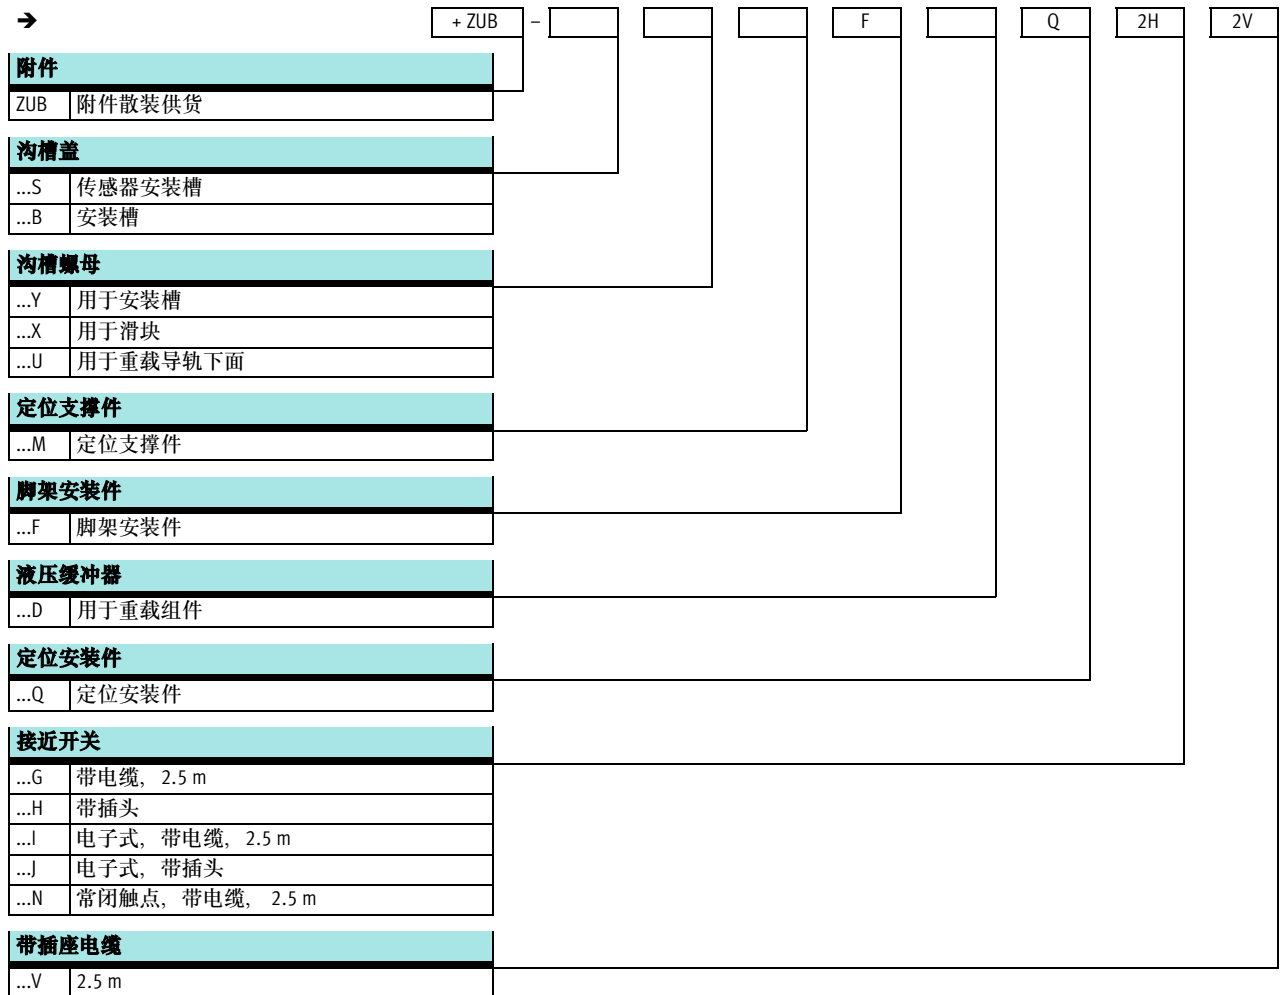 ➔ + ZUB – F Q 2H 2V
附件
ZUB 附件散装供货
沟槽盖
...S 传感器安装槽
...B 安装槽
沟槽螺母
...Y 用于安装槽
...X 用于滑块
...U 用于重载导轨下面
定位支撑件
...M 定位支撑件
脚架安装件
...F 脚架安装件
液压缓冲器
...D 用于重载组件
定位安装件
...Q 定位安装件
接近开关
...G 带电缆, 2.5 m
...H 带插头
...I 电子式, 带电缆, 2.5 m
...J 电子式, 带插头
...N 常闭触点, 带电缆, 2.5 m
带插座电缆
...V 2.5 m